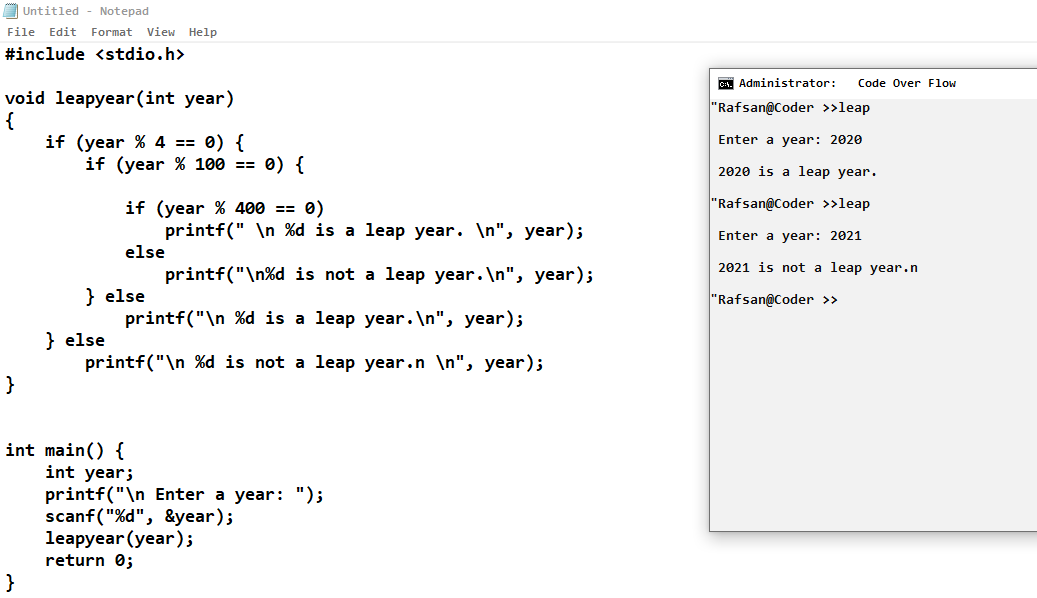 Untitled - Notepad
File Edit Format View Help
#include <stdio.h>
void leapyear(int year)
{
    if (year % 4 == 0) {
        if (year % 100 == 0) {
            if (year % 400 == 0)
                printf(" \n %d is a leap year. \n", year);
            else
                printf("\n%d is not a leap year.\n", year);
        } else
            printf("\n %d is a leap year.\n", year);
    } else
        printf("\n %d is not a leap year.n \n", year);
}
int main() {
    int year;
    printf("\n Enter a year: ");
    scanf("%d", &year);
    leapyear(year);
    return 0;
}
Administrator:   Code Over Flow
"Rafsan@Coder >>leap
 Enter a year: 2020
 2020 is a leap year.
"Rafsan@Coder >>leap
 Enter a year: 2021
 2021 is not a leap year.n
"Rafsan@Coder >>